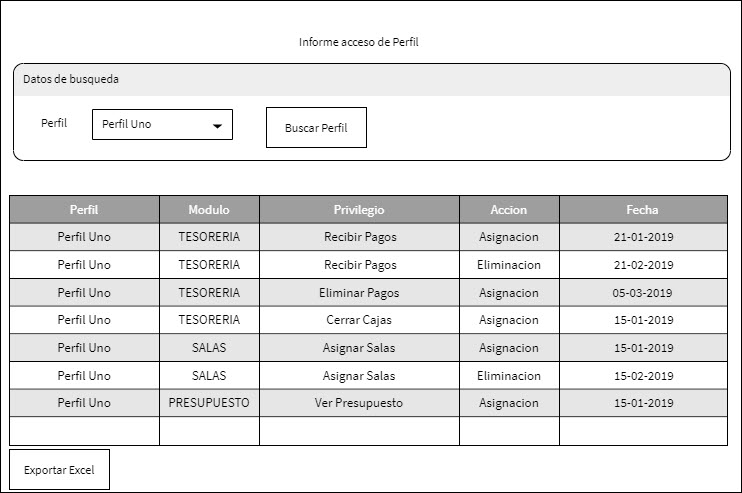 Informe acceso de Perfil
Datos de busqueda
Perfil Perfil Uno Buscar Perfil
Perfil Modulo Privilegio Accion Fecha
Perfil Uno TESORERIA Recibir Pagos Asignacion 21-01-2019
Perfil Uno TESORERIA Recibir Pagos Eliminacion 21-02-2019
Perfil Uno TESORERIA Eliminar Pagos Asignacion 05-03-2019
Perfil Uno TESORERIA Cerrar Cajas Asignacion 15-01-2019
Perfil Uno SALAS Asignar Salas Asignacion 15-01-2019
Perfil Uno SALAS Asignar Salas Eliminacion 15-02-2019
Perfil Uno PRESUPUESTO Ver Presupuesto Asignacion 15-01-2019
Exportar Excel